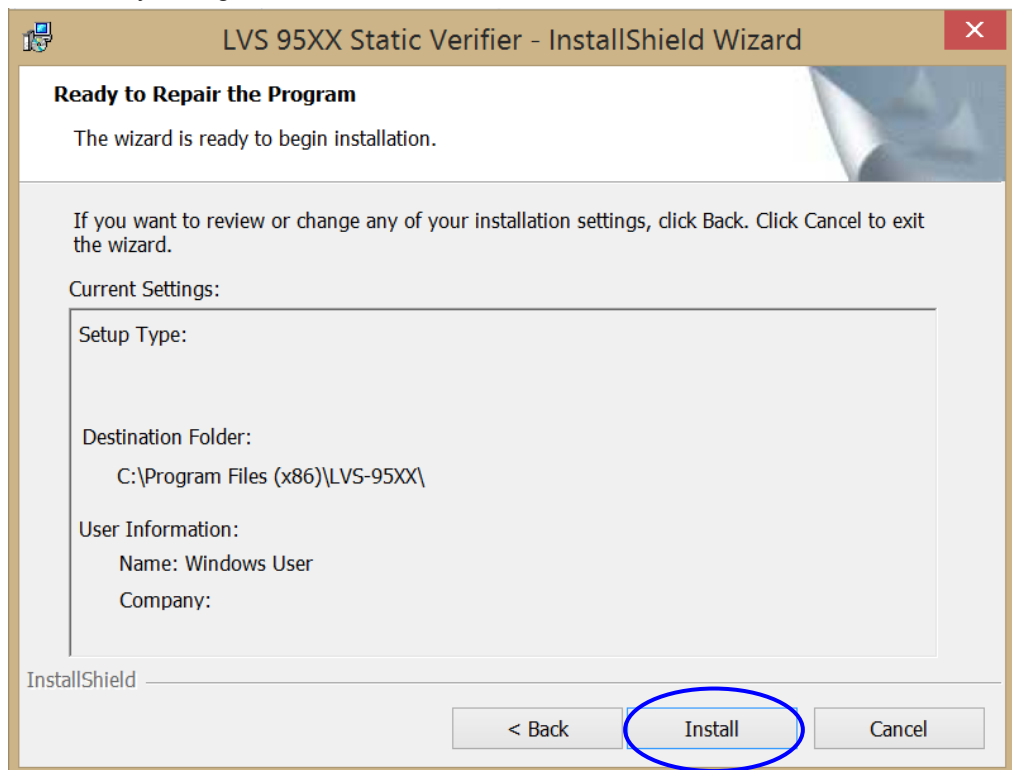 LVS 95XX Static Verifier - InstallShield Wizard
Ready to Repair the Program
The wizard is ready to begin installation.
If you want to review or change any of your installation settings, click Back. Click Cancel to exit
the wizard.
Current Settings:
Setup Type:
Destination Folder:
C:\Program Files (x86)\LVS-95XX\
User Information:
Name: Windows User
Company:
InstallShield
< Back Install Cancel